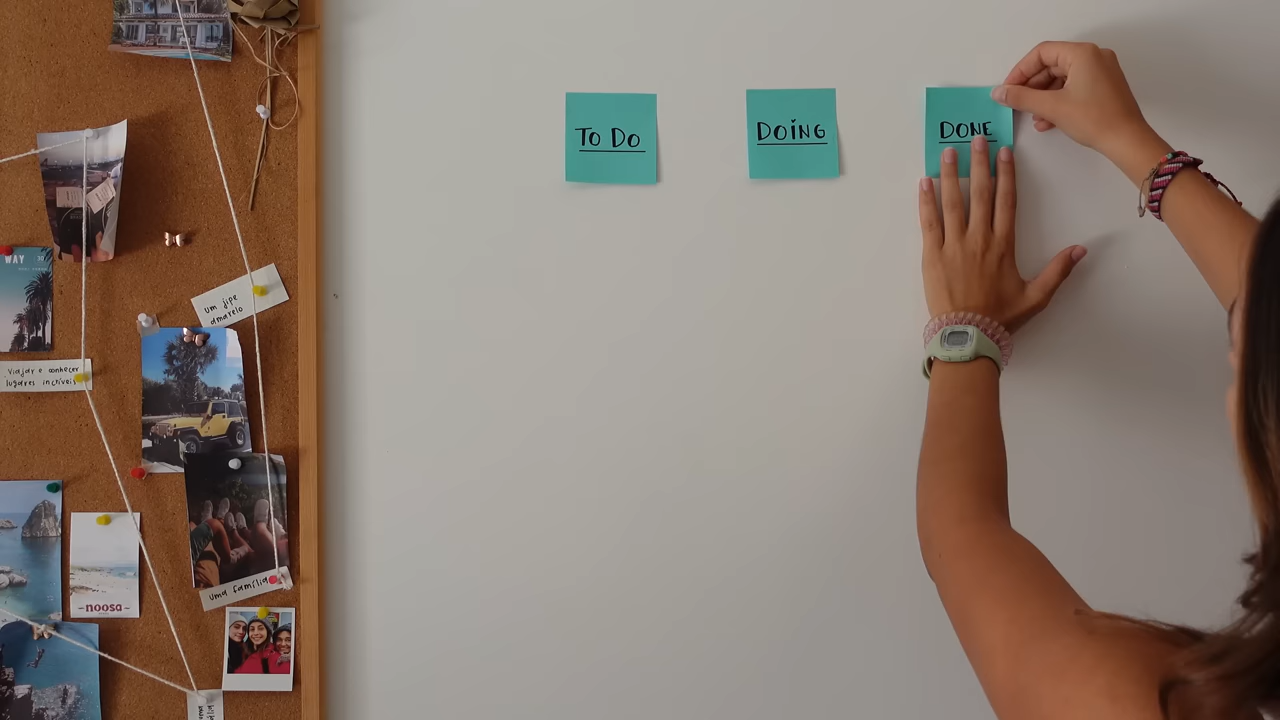 TO DO
DOING
DONE
WAY
um jipe
amarelo
Viajar e conhecer
lugares incríveis
uma família
noosa